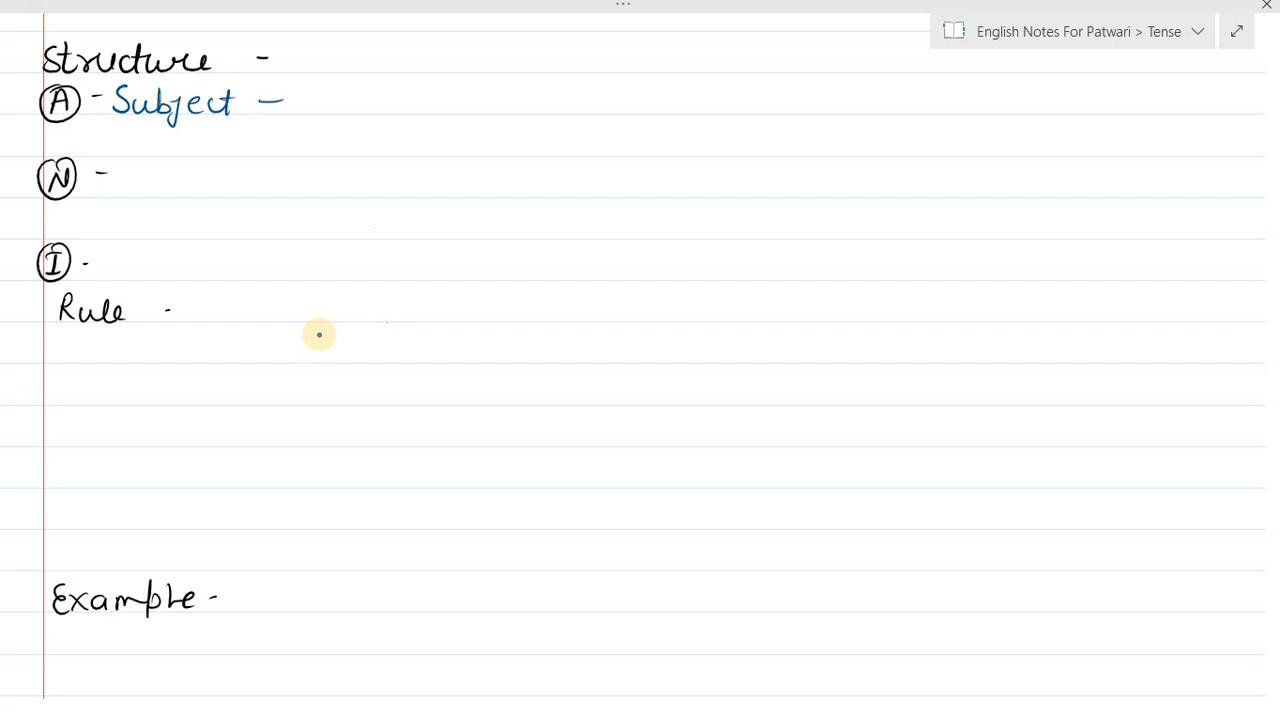 English Notes For Patwari > Tense
Structure -
A - Subject -
N -
I -
Rule -
Example -